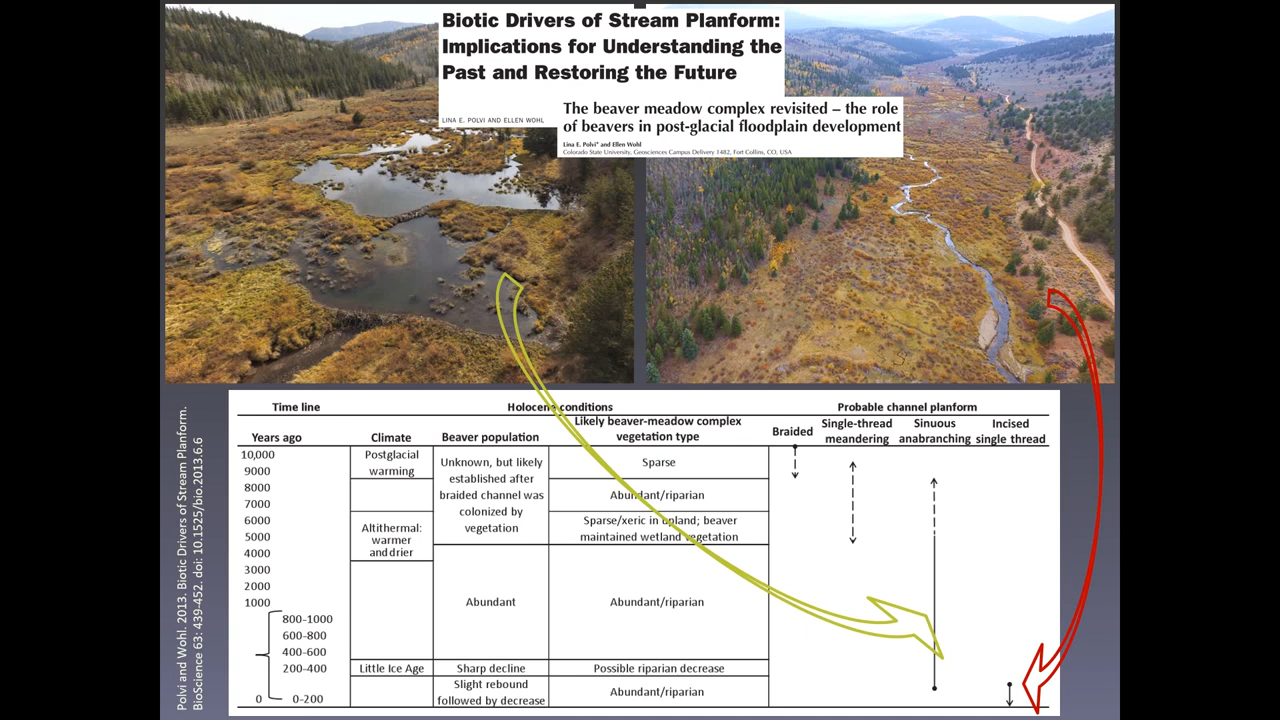 Biotic Drivers of Stream Planform:
Implications for Understanding the
Past and Restoring the Future
LINA E. POLVI AND ELLEN WOHL
The beaver meadow complex revisited – the role
of beavers in post-glacial floodplain development
Lina E. Polvi* and Ellen Wohl
Colorado State University, Geosciences Campus Delivery 1482, Fort Collins, CO, USA
Polvi and Wohl. 2013. Biotic Drivers of Stream Planform.
BioScience 63: 439-452. doi: 10.1525/bio.2013.63.6.6
Time line
Holocene conditions
Probable channel planform
Years ago
Climate
Beaver population
Likely beaver-meadow complex
vegetation type
Braided
Single-thread
meandering
Sinuous
anabranching
Incised
single thread
10,000
9000
8000
7000
6000
5000
4000
3000
2000
1000
800-1000
600-800
400-600
200-400
0
0-200
Postglacial
warming
Altithermal:
warmer
and drier
Little Ice Age
Unknown, but likely
established after
braided channel was
colonized by
vegetation
Abundant
Sharp decline
Slight rebound
followed by decrease
Sparse
Abundant/riparian
Sparse/xeric in upland; beaver
maintained wetland vegetation
Abundant/riparian
Possible riparian decrease
Abundant/riparian